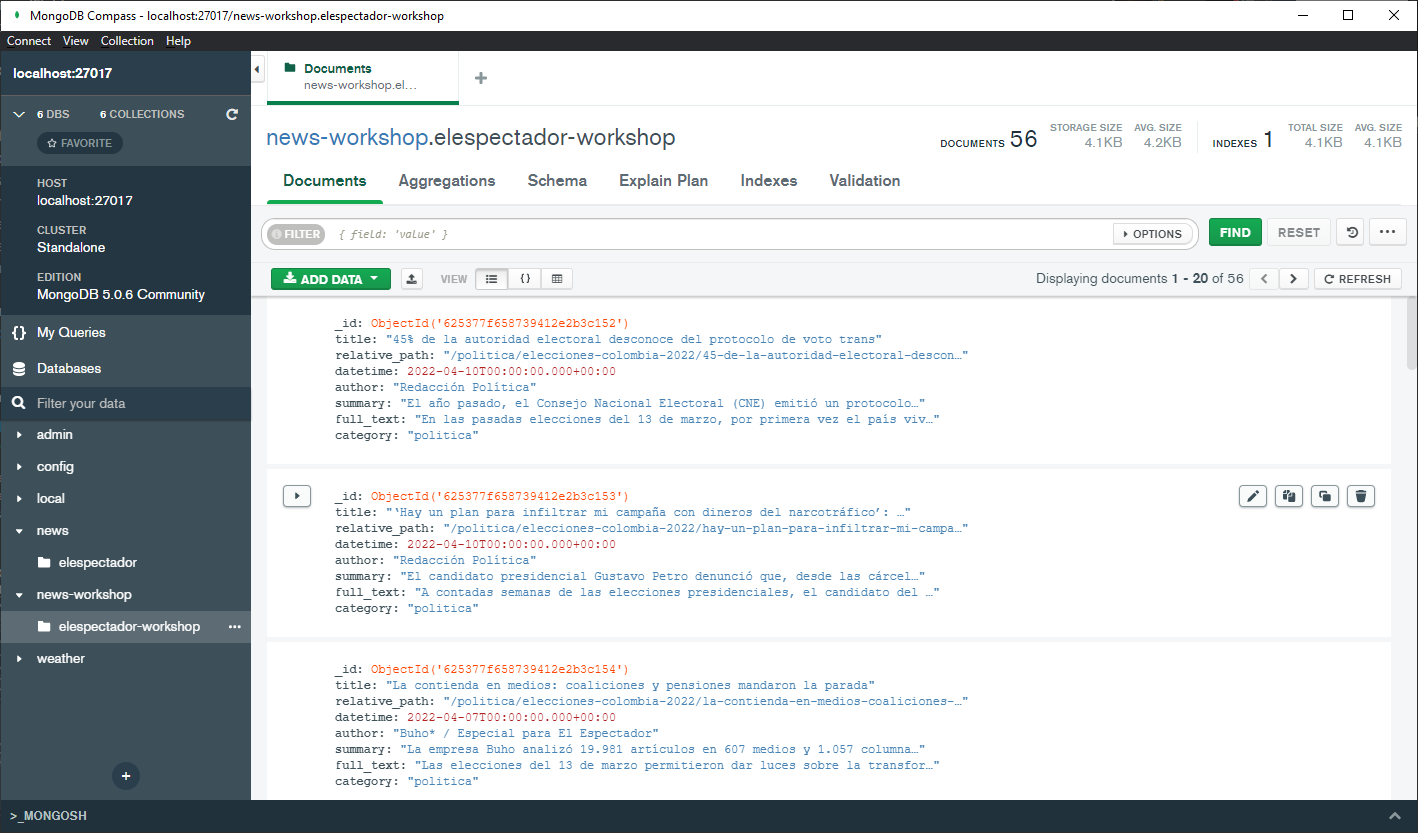 MongoDB Compass - localhost:27017/news-workshop.elespectador-workshop
Connect View Collection Help
localhost:27017
6 DBS 6 COLLECTIONS
FAVORITE
HOST
localhost:27017
CLUSTER
Standalone
EDITION
MongoDB 5.0.6 Community
{} My Queries
Databases
Filter your data
admin
config
local
news
elespectador
news-workshop
elespectador-workshop ...
weather
+
Documents
news-workshop.el...
+
news-workshop.elespectador-workshop
DOCUMENTS 56
STORAGE SIZE
4.1KB
AVG. SIZE
4.2KB
INDEXES 1
TOTAL SIZE
4.1KB
AVG. SIZE
4.1KB
Documents Aggregations Schema Explain Plan Indexes Validation
FILTER { field: 'value' } OPTIONS FIND RESET ...
ADD DATA VIEW {} Displaying documents 1 - 20 of 56 < > REFRESH
_id: ObjectId('625377f658739412e2b3c152')
title: "45% de la autoridad electoral desconoce del protocolo de voto trans"
relative_path: "/politica/elecciones-colombia-2022/45-de-la-autoridad-electoral-descon…"
datetime: 2022-04-10T00:00:00.000+00:00
author: "Redacción Política"
summary: "El año pasado, el Consejo Nacional Electoral (CNE) emitió un protocolo…"
full_text: "En las pasadas elecciones del 13 de marzo, por primera vez el país viv…"
category: "politica"
_id: ObjectId('625377f658739412e2b3c153')
title: "‘Hay un plan para infiltrar mi campaña con dineros del narcotráfico’: …"
relative_path: "/politica/elecciones-colombia-2022/hay-un-plan-para-infiltrar-mi-campa…"
datetime: 2022-04-10T00:00:00.000+00:00
author: "Redacción Política"
summary: "El candidato presidencial Gustavo Petro denunció que, desde las cárcel…"
full_text: "A contadas semanas de las elecciones presidenciales, el candidato del …"
category: "politica"
_id: ObjectId('625377f658739412e2b3c154')
title: "La contienda en medios: coaliciones y pensiones mandaron la parada"
relative_path: "/politica/elecciones-colombia-2022/la-contienda-en-medios-coaliciones-…"
datetime: 2022-04-07T00:00:00.000+00:00
author: "Buho* / Especial para El Espectador"
summary: "La empresa Buho analizó 19.981 artículos en 607 medios y 1.057 columna…"
full_text: "Las elecciones del 13 de marzo permitieron dar luces sobre la transfor…"
category: "politica"
>_MONGOSH